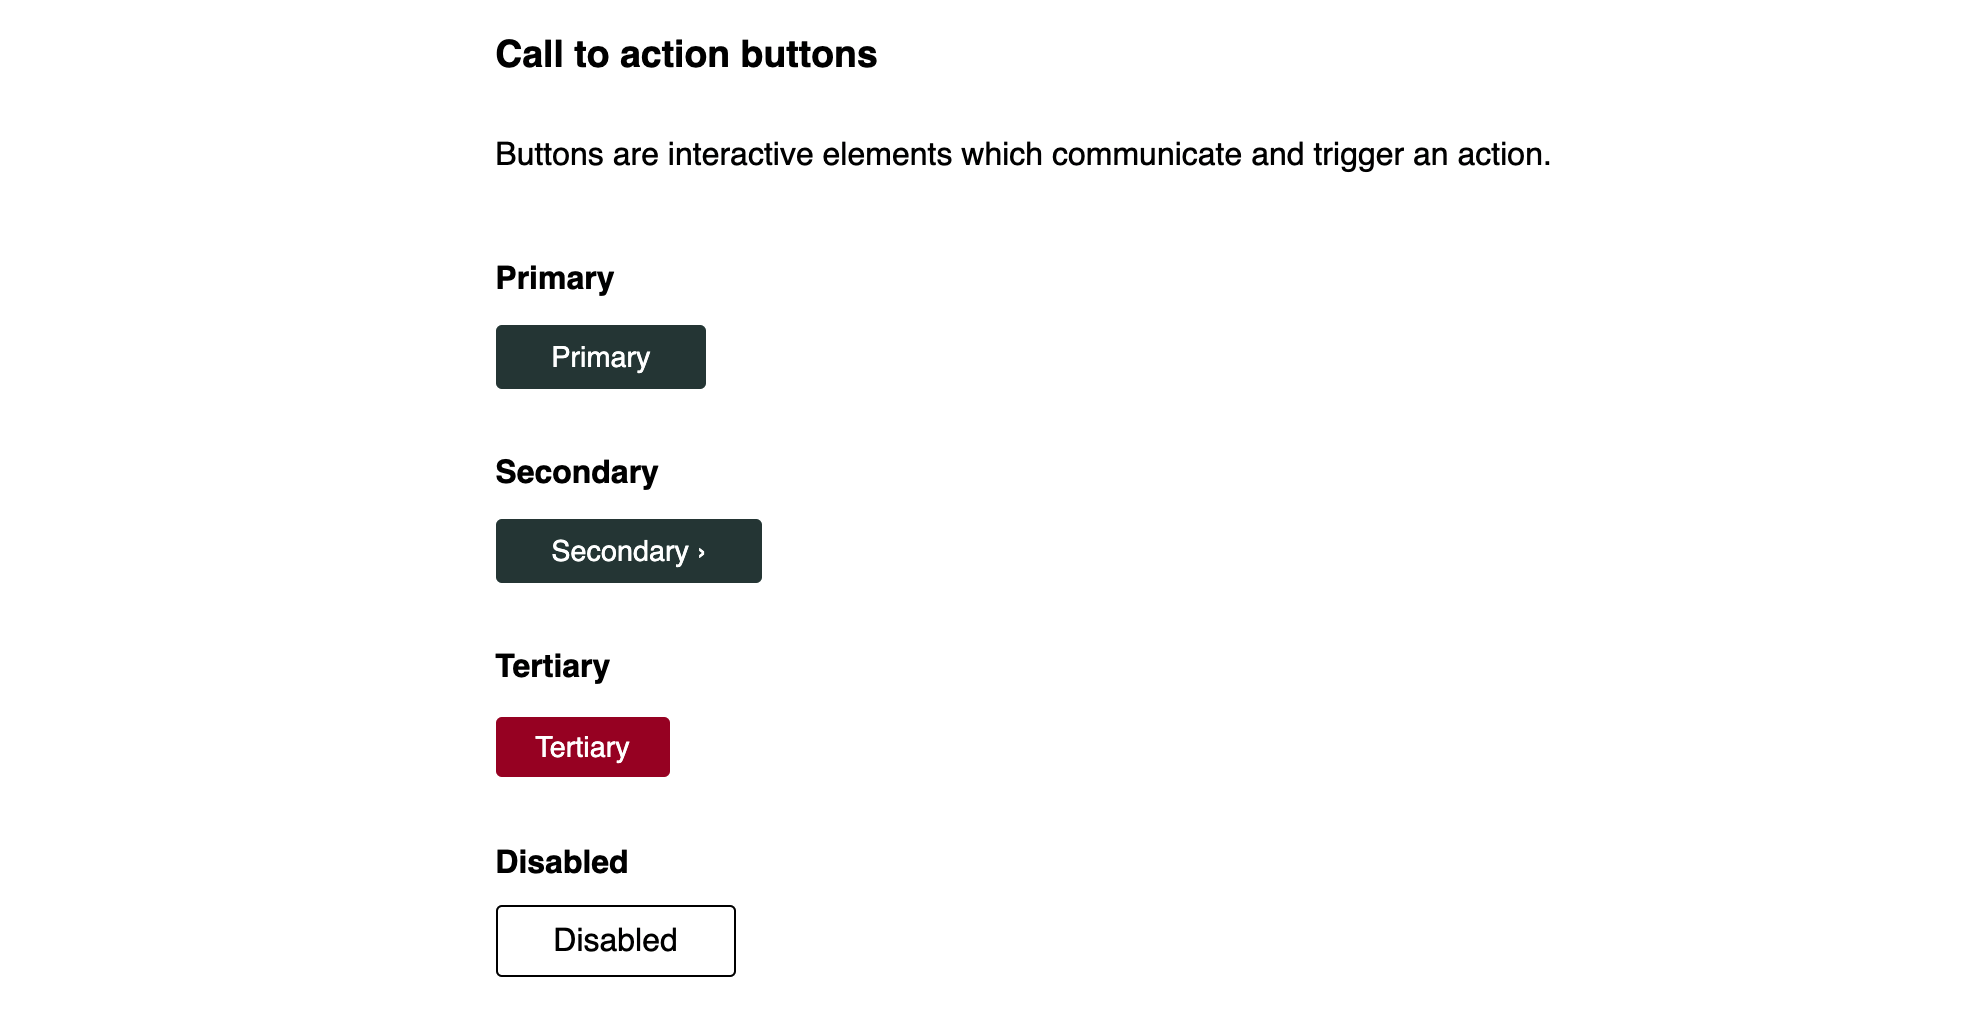 Call to action buttons
Buttons are interactive elements which communicate and trigger an action.
Primary
Primary
Secondary
Secondary ›
Tertiary
Tertiary
Disabled
Disabled